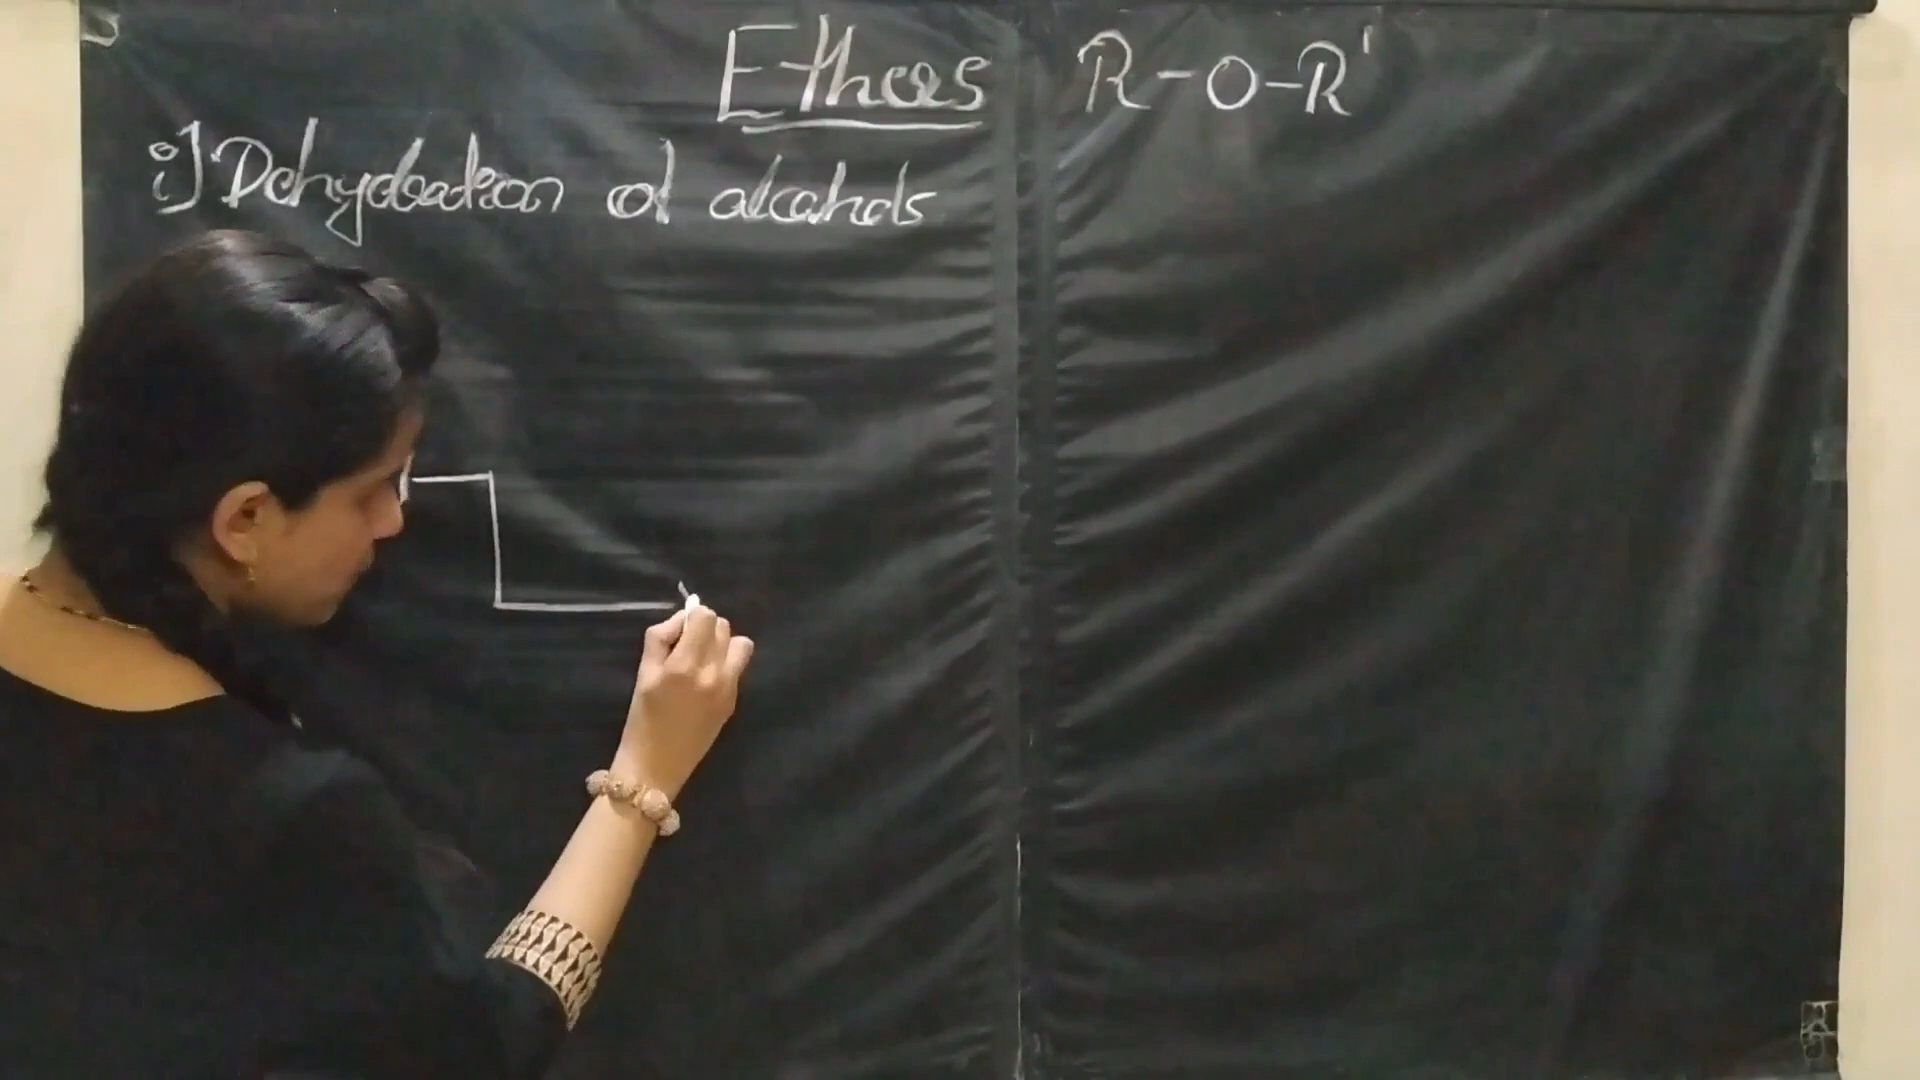 Ethers R-O-R'
i] Dehydration of alcohols